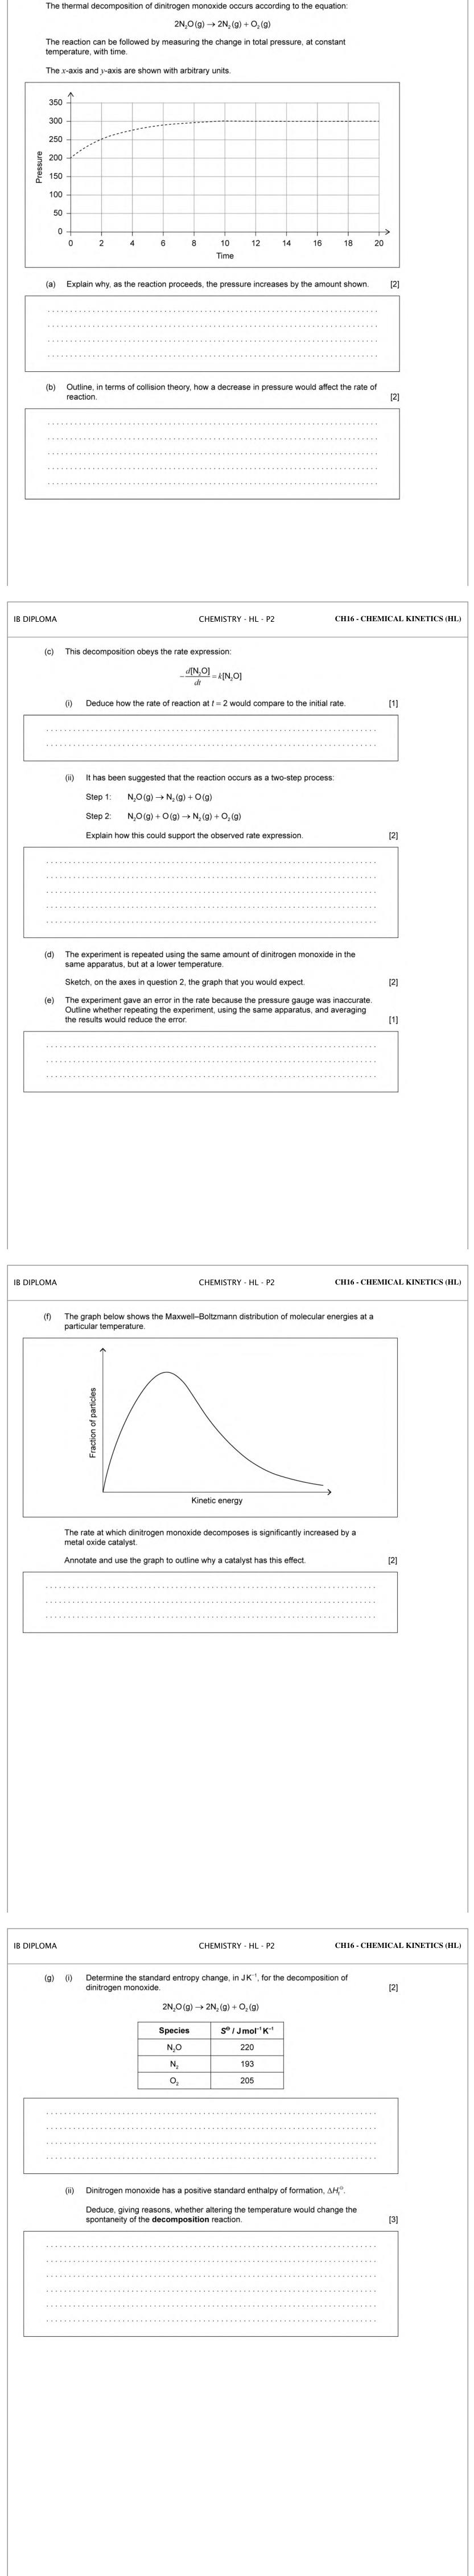 The thermal decomposition of dinitrogen monoxide occurs according to the equation:
2N₂O (g) → 2N₂ (g) + O₂ (g)
The reaction can be followed by measuring the change in total pressure, at constant
temperature, with time.
The x-axis and y-axis are shown with arbitrary units.
350
300
250
200
150
100
50
0
Pressure
0 2 4 6 8 10 12 14 16 18 20
Time
(a) Explain why, as the reaction proceeds, the pressure increases by the amount shown. [2]
(b) Outline, in terms of collision theory, how a decrease in pressure would affect the rate of
reaction. [2]
IB DIPLOMA CHEMISTRY - HL - P2 CH16 - CHEMICAL KINETICS (HL)
(c) This decomposition obeys the rate expression:
−d[N₂O]/dt = k[N₂O]
(i) Deduce how the rate of reaction at t = 2 would compare to the initial rate. [1]
(ii) It has been suggested that the reaction occurs as a two-step process:
Step 1: N₂O (g) → N₂ (g) + O (g)
Step 2: N₂O (g) + O (g) → N₂ (g) + O₂ (g)
Explain how this could support the observed rate expression. [2]
(d) The experiment is repeated using the same amount of dinitrogen monoxide in the
same apparatus, but at a lower temperature.
Sketch, on the axes in question 2, the graph that you would expect. [2]
(e) The experiment gave an error in the rate because the pressure gauge was inaccurate.
Outline whether repeating the experiment, using the same apparatus, and averaging
the results would reduce the error. [1]
IB DIPLOMA CHEMISTRY - HL - P2 CH16 - CHEMICAL KINETICS (HL)
(f) The graph below shows the Maxwell–Boltzmann distribution of molecular energies at a
particular temperature.
Fraction of particles
Kinetic energy
The rate at which dinitrogen monoxide decomposes is significantly increased by a
metal oxide catalyst.
Annotate and use the graph to outline why a catalyst has this effect. [2]
IB DIPLOMA CHEMISTRY - HL - P2 CH16 - CHEMICAL KINETICS (HL)
(g) (i) Determine the standard entropy change, in J K⁻¹, for the decomposition of
dinitrogen monoxide. [2]
2N₂O (g) → 2N₂ (g) + O₂ (g)
Species S⦵ / J mol⁻¹ K⁻¹
N₂O 220
N₂ 193
O₂ 205
(ii) Dinitrogen monoxide has a positive standard enthalpy of formation, ΔHf⦵.
Deduce, giving reasons, whether altering the temperature would change the
spontaneity of the decomposition reaction. [3]